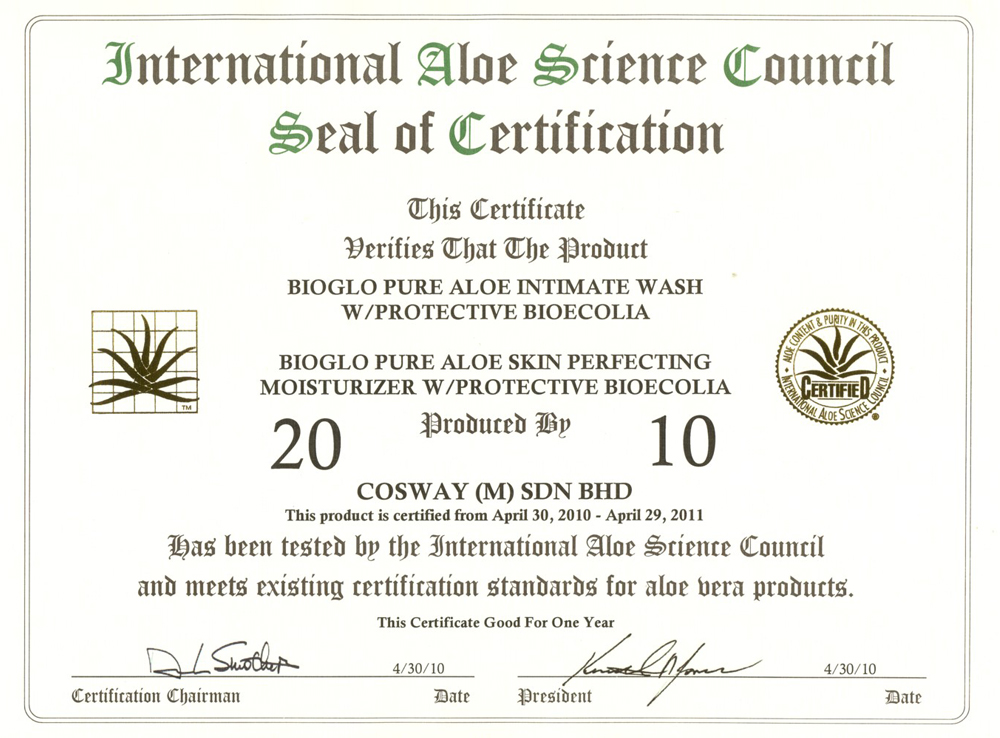 International Aloe Science Council
Seal of Certification
This Certificate
Verifies That The Product
BIOGLO PURE ALOE INTIMATE WASH
W/PROTECTIVE BIOECOLIA
BIOGLO PURE ALOE SKIN PERFECTING
MOISTURIZER W/PROTECTIVE BIOECOLIA
TM
ALOE CONTENT & PURITY IN THIS PRODUCT
CERTIFIED
INTERNATIONAL ALOE SCIENCE COUNCIL
®
Produced By
20 10
COSWAY (M) SDN BHD
This product is certified from April 30, 2010 - April 29, 2011
Has been tested by the International Aloe Science Council
and meets existing certification standards for aloe vera products.
This Certificate Good For One Year
4/30/10 4/30/10
Certification Chairman Date President Date